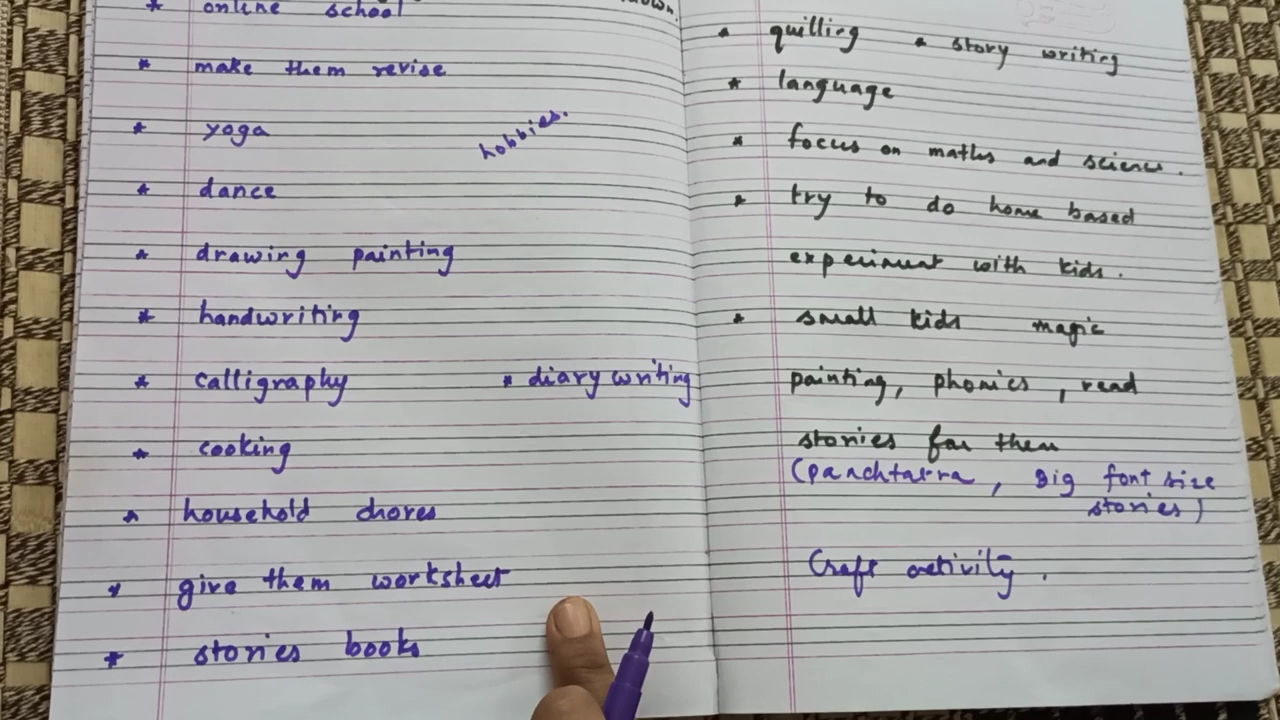 * online school
* make them revise
* yoga
hobbies.
* dance
* drawing painting
* handwriting
* calligraphy
* diary writing
* cooking
* household chores
* give them worksheet
* stories books
* quilling * story writing
* language
* focus on maths and science.
* try to do home based
experiment with kids.
* small kids magic
painting, phonics, read
stories for them
(panchtatra, Big font size
stories)
Craft activity.